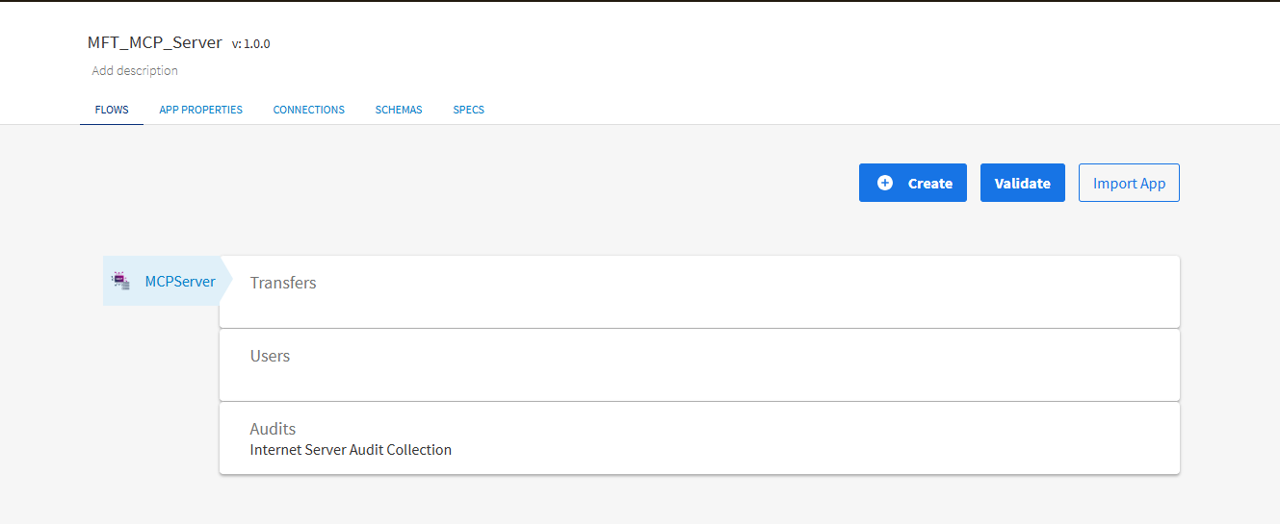 MFT_MCP_Server v: 1.0.0
Add description
FLOWS APP PROPERTIES CONNECTIONS SCHEMAS SPECS
Create Validate Import App
MCPServer Transfers
Users
Audits
Internet Server Audit Collection